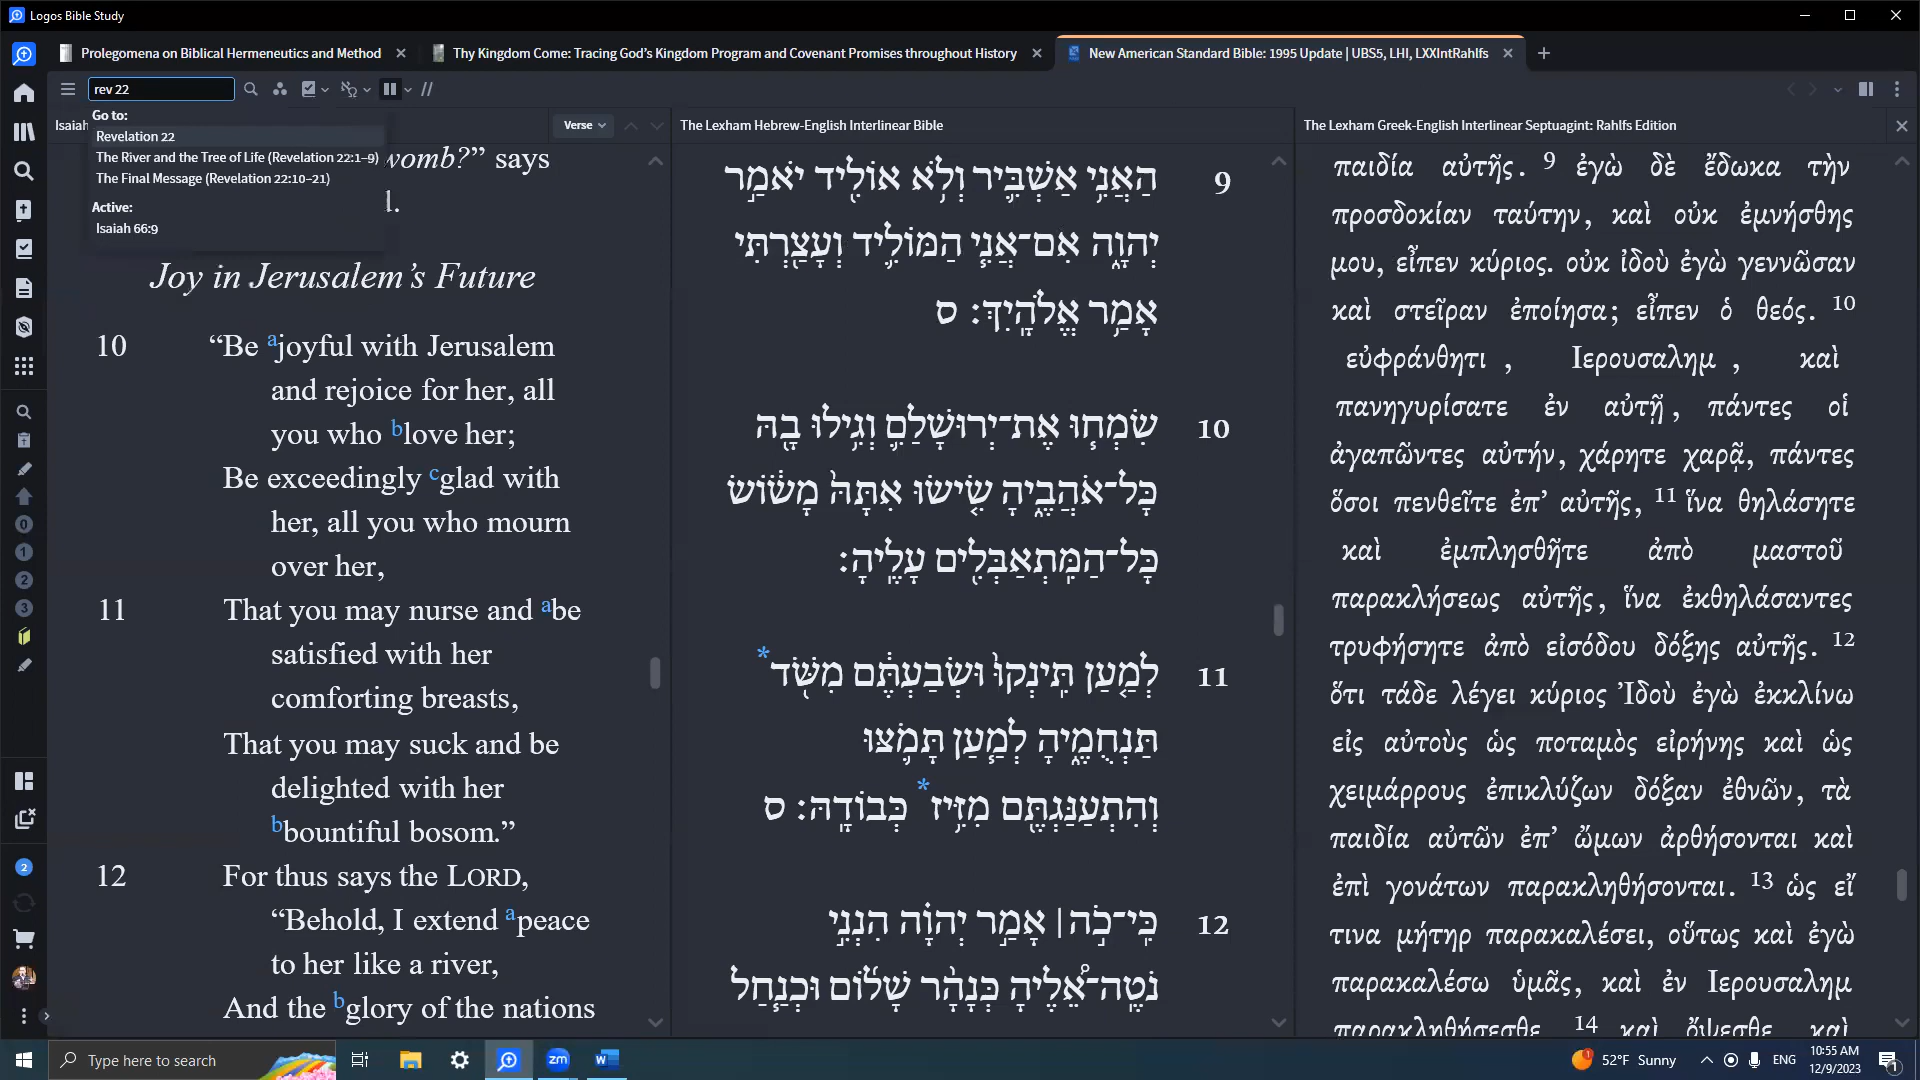 Logos Bible Study
Prolegomena on Biblical Hermeneutics and Method
Thy Kingdom Come: Tracing God’s Kingdom Program and Covenant Promises throughout History
New American Standard Bible: 1995 Update | UBS5, LHI, LXXIntRahlfs
rev 22
Go to:
Revelation 22
The River and the Tree of Life (Revelation 22:1–9)
The Final Message (Revelation 22:10–21)
Active:
Isaiah 66:9
Isaiah
Verse
womb?” says
d.
Joy in Jerusalem’s Future
10 “Be ᵃjoyful with Jerusalem
and rejoice for her, all
you who ᵇlove her;
Be exceedingly ᶜglad with
her, all you who mourn
over her,
11 That you may nurse and ᵃbe
satisfied with her
comforting breasts,
That you may suck and be
delighted with her
ᵇbountiful bosom.”
12 For thus says the LORD,
“Behold, I extend ᵃpeace
to her like a river,
And the ᵇglory of the nations
The Lexham Hebrew-English Interlinear Bible
9 הַאֲנִ֥י אַשְׁבִּ֛יר וְלֹ֥א אוֹלִ֖יד יֹאמַ֣ר
יְהוָ֑ה אִם־אֲנִ֧י הַמּוֹלִ֛יד וְעָצַ֖רְתִּי
אָמַ֥ר אֱלֹהָֽיִךְ׃ ס
10 שִׂמְח֧וּ אֶת־יְרוּשָׁלִַ֛ם וְגִ֥ילוּ בָ֖הּ
כָּל־אֹהֲבֶ֑יהָ שִׂ֤ישׂוּ אִתָּהּ֙ מָשׂ֔וֹשׂ
כָּל־הַמִּֽתְאַבְּלִ֖ים עָלֶֽיהָ׃
11 לְמַ֤עַן תִּֽינְקוּ֙ וּשְׂבַעְתֶּ֔ם מִשֹּׁ֖ד*
תַּנְחֻמֶ֑יהָ לְמַ֧עַן תָּמֹ֛צּוּ
וְהִתְעַנַּגְתֶּ֖ם מִזִּ֥יז* כְּבוֹדָֽהּ׃ ס
12 כִּֽי־כֹ֣ה׀ אָמַ֣ר יְהוָ֗ה הִנְנִ֣י
נֹטֶֽה־אֵ֠לֶיהָ כְּנָהָ֨ר שָׁל֜וֹם וּכְנַ֧חַל
The Lexham Greek-English Interlinear Septuagint: Rahlfs Edition
παιδία αὐτῆς. 9 ἐγὼ δὲ ἔδωκα τὴν
προσδοκίαν ταύτην, καὶ οὐκ ἐμνήσθης
μου, εἶπεν κύριος. οὐκ ἰδοὺ ἐγὼ γεννῶσαν
καὶ στεῖραν ἐποίησα; εἶπεν ὁ θεός. 10
εὐφράνθητι , Ιερουσαλημ , καὶ
πανηγυρίσατε ἐν αὐτῇ, πάντες οἱ
ἀγαπῶντες αὐτήν, χάρητε χαρᾷ, πάντες
ὅσοι πενθεῖτε ἐπ’ αὐτῆς, 11 ἵνα θηλάσητε
καὶ ἐμπλησθῆτε ἀπὸ μαστοῦ
παρακλήσεως αὐτῆς, ἵνα ἐκθηλάσαντες
τρυφήσητε ἀπὸ εἰσόδου δόξης αὐτῆς. 12
ὅτι τάδε λέγει κύριος Ἰδοὺ ἐγὼ ἐκκλίνω
εἰς αὐτοὺς ὡς ποταμὸς εἰρήνης καὶ ὡς
χειμάρρους ἐπικλύζων δόξαν ἐθνῶν, τὰ
παιδία αὐτῶν ἐπ’ ὤμων ἀρθήσονται καὶ
ἐπὶ γονάτων παρακληθήσονται. 13 ὡς εἴ
τινα μήτηρ παρακαλέσει, οὕτως καὶ ἐγὼ
παρακαλέσω ὑμᾶς, καὶ ἐν Ιερουσαλημ
παρακληθήσεσθε. 14 καὶ ὄψεσθε, καὶ
0
1
2
3
2
Type here to search
zm
W
52°F Sunny
ENG
10:55 AM
12/9/2023
1